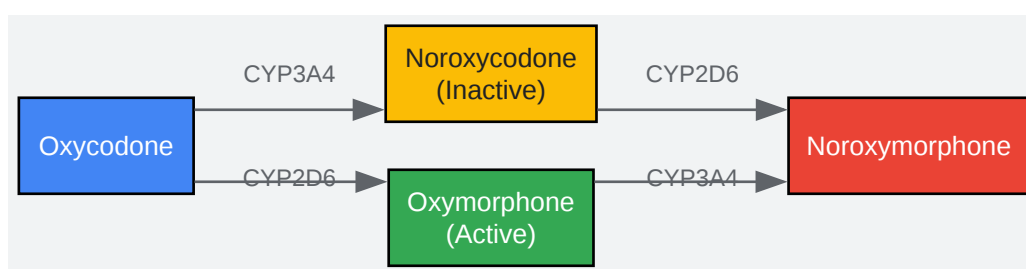 CYP3A4
Noroxycodone
(Inactive)
CYP2D6
Oxycodone
Noroxymorphone
CYP2D6
Oxymorphone
(Active)
CYP3A4